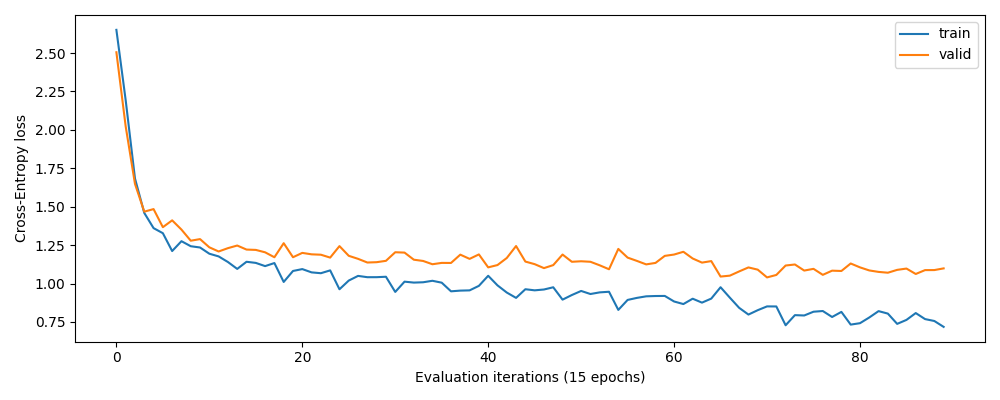 train
valid
2.50
2.25
2.00
1.75
1.50
1.25
1.00
0.75
Cross-Entropy loss
0 20 40 60 80
Evaluation iterations (15 epochs)